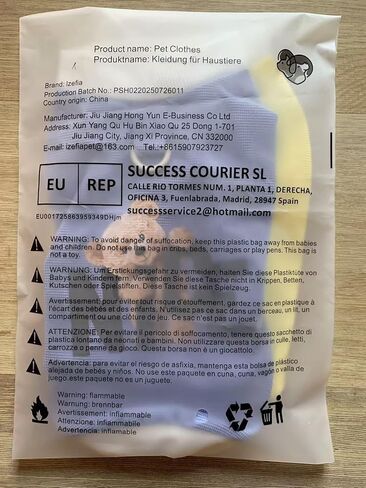 Product name: Pet Clothes
Produktname: Kleidung für Haustiere
Brand: Izefia
Production Batch No.: PSH0220250726011
Country origin: China
Manufacturer: Jiu Jiang Hong Yun E-Business Co Ltd
Address: Xun Yang Qu Hu Bin Xiao Qu 25 Dong 1-701
Jiu Jiang City, Jiang Xi Province, CN 332000
E-mail: izefiapet@163.com Tel.:+8615907923727
EU REP
SUCCESS COURIER SL
CALLE RIO TORMES NUM. 1, PLANTA 1, DERECHA,
OFICINA 3, Fuenlabrada, Madrid, 28947 Spain
successservice2@hotmail.com
EU001725863959349DHjm
WARNING: To avoid danger of suffocation, keep this plastic bag away from babies
and children. Do not use this bag in cribs, beds, carriages or play pens. This bag is
not a toy.
WARNUNG: Um Erstickungsgefahr zu vermeiden, halten Sie diese Plastiktüte von
Babys und Kindern fern. Verwenden Sie diese Tasche nicht in Krippen, Betten,
Kutschen oder Laufställen. Diese Tasche ist kein Spielzeug.
Avertissement: pour éviter tout risque d'étouffement, gardez ce sac en plastique à
l'écart des bébés et des enfants. N'utilisez pas ce sac dans un berceau, un lit, un
compartiment ou une clôture de jeu. Ce sac n'est pas un jouet.
ATTENZIONE: Per evitare il pericolo di soffocamento, tenere questo sacchetto di
plastica lontano da neonati e bambini. Non utilizzare questa borsa in culle, letti,
carrozze o penne da gioco. Questa borsa non è un giocattolo.
Advertencia: para evitar el riesgo de asfixia, mantenga esta bolsa de plástico
alejada de bebés y niños. No use este paquete en cuna, cuna, vagón o valla de
juego. este paquete no es un juguete.
Warning: flammable
Warnung: brennbar
Avertissement: inflammable
Attenzione: infiammabile
Advertencia: inflamable